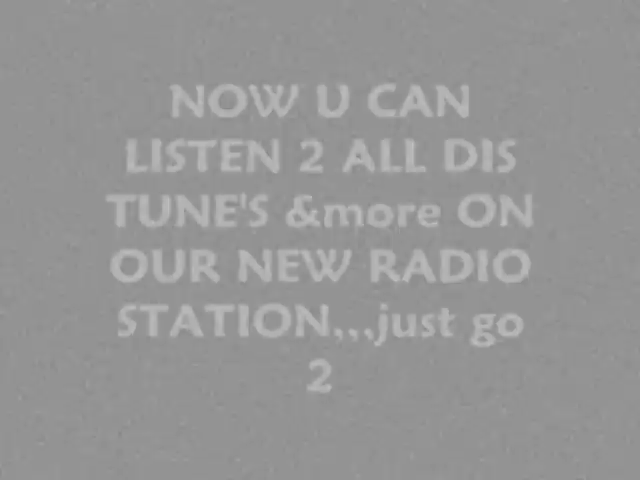 NOW U CAN
LISTEN 2 ALL DIS
TUNE'S &more ON
OUR NEW RADIO
STATION,,,just go
2